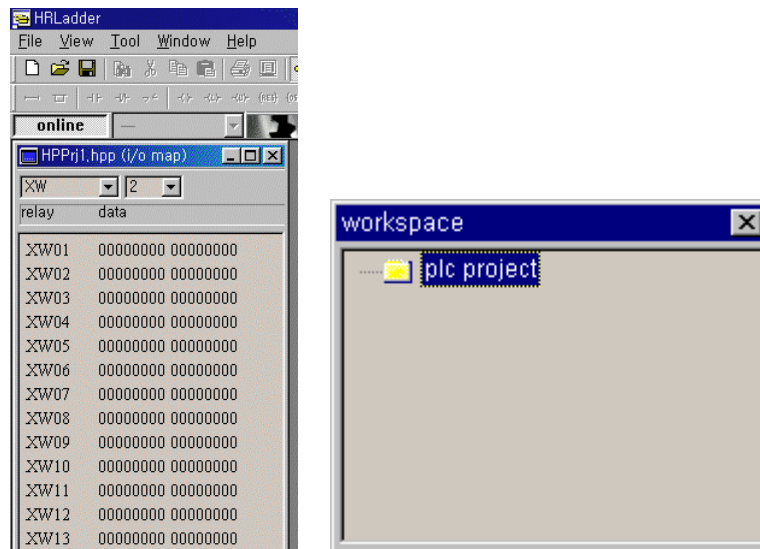 HRLadder
File View Tool Window Help
online
HPPrj1.hpp (i/o map)
XW 2
relay data
XW01 00000000 00000000
XW02 00000000 00000000
XW03 00000000 00000000
XW04 00000000 00000000
XW05 00000000 00000000
XW06 00000000 00000000
XW07 00000000 00000000
XW08 00000000 00000000
XW09 00000000 00000000
XW10 00000000 00000000
XW11 00000000 00000000
XW12 00000000 00000000
XW13 00000000 00000000
workspace
plc project